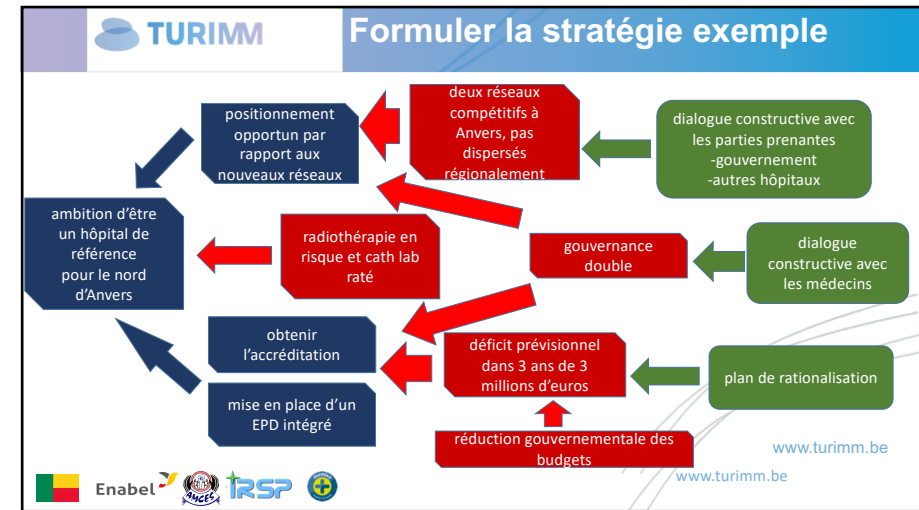 TURIMM
Formuler la stratégie exemple
positionnement
opportun par
rapport aux
nouveaux réseaux
deux réseaux
compétitifs à
Anvers, pas
dispersés
régionalement
dialogue constructive avec
les parties prenantes
-gouvernement
-autres hôpitaux
ambition d'être
un hôpital de
référence
pour le nord
d'Anvers
radiothérapie en
risque et cath lab
raté
gouvernance
double
dialogue
constructive avec
les médecins
obtenir
l'accréditation
déficit prévisionnel
dans 3 ans de 3
millions d'euros
plan de rationalisation
mise en place d'un
EPD intégré
réduction gouvernementale des
budgets
www.turimm.be
www.turimm.be
Enabel
AMCES
IRSP